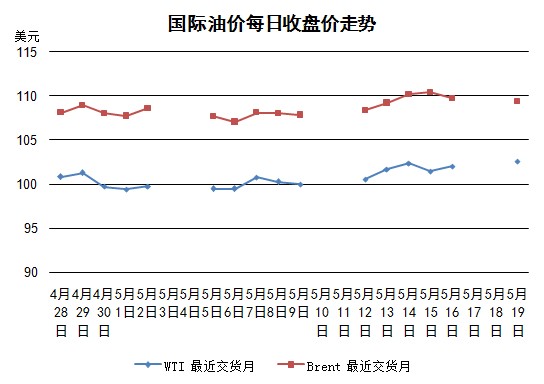 国际油价每日收盘价走势
美元
115
110
105
100
95
90
4月28日
4月29日
4月30日
5月1日
5月2日
5月3日
5月4日
5月5日
5月6日
5月7日
5月8日
5月9日
5月10日
5月11日
5月12日
5月13日
5月14日
5月15日
5月16日
5月17日
5月18日
5月19日
WTI 最近交货月
Brent 最近交货月